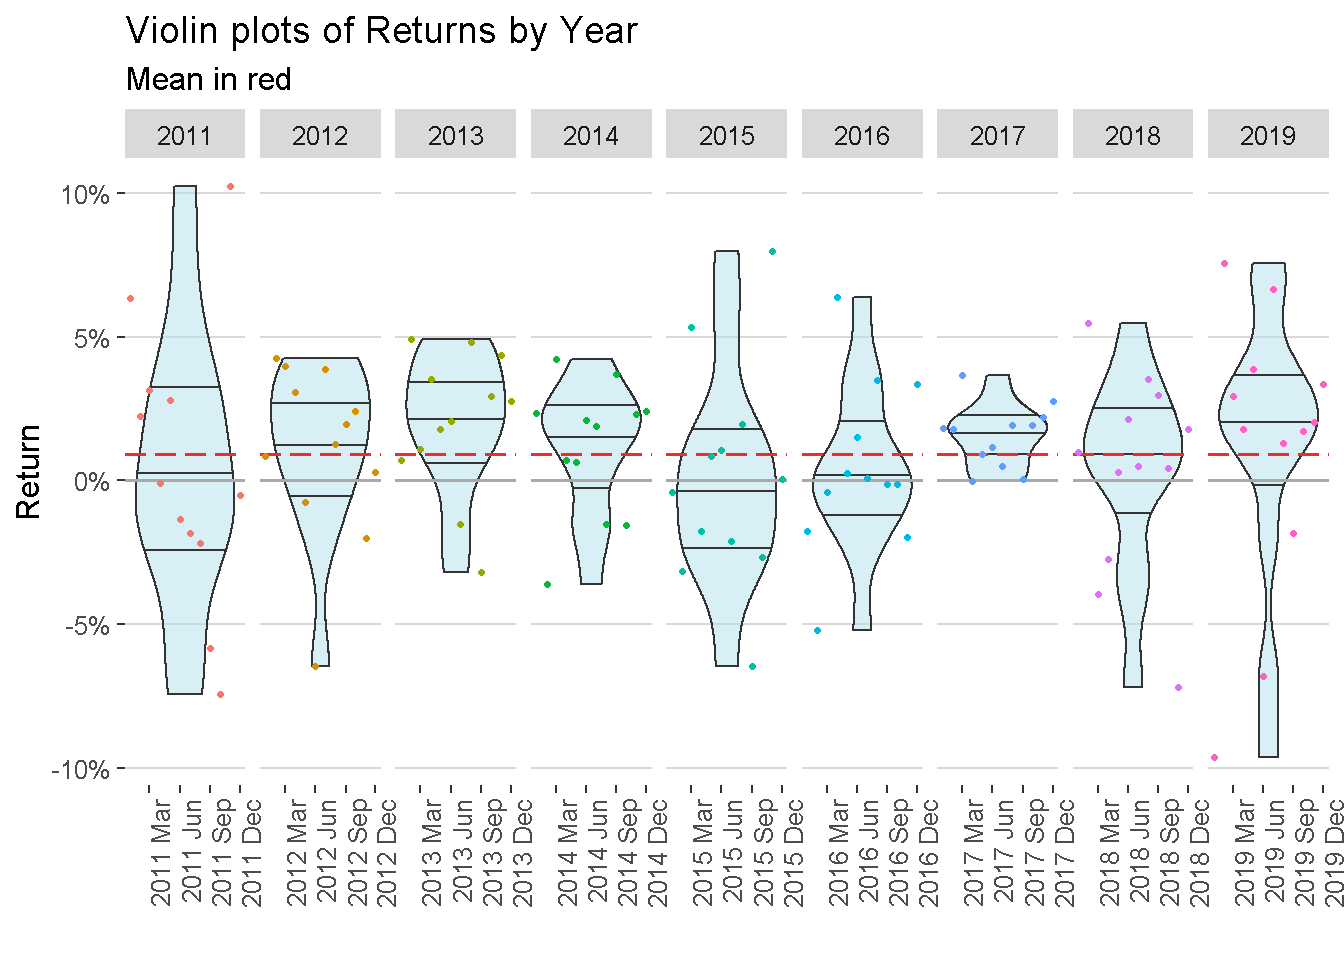 Violin plots of Returns by Year
Mean in red
2011 2012 2013 2014 2015 2016 2017 2018 2019
Return
10%
5%
0%
-5%
-10%
2011 Mar
2011 Jun
2011 Sep
2011 Dec
2012 Mar
2012 Jun
2012 Sep
2012 Dec
2013 Mar
2013 Jun
2013 Sep
2013 Dec
2014 Mar
2014 Jun
2014 Sep
2014 Dec
2015 Mar
2015 Jun
2015 Sep
2015 Dec
2016 Mar
2016 Jun
2016 Sep
2016 Dec
2017 Mar
2017 Jun
2017 Sep
2017 Dec
2018 Mar
2018 Jun
2018 Sep
2018 Dec
2019 Mar
2019 Jun
2019 Sep
2019 Dec